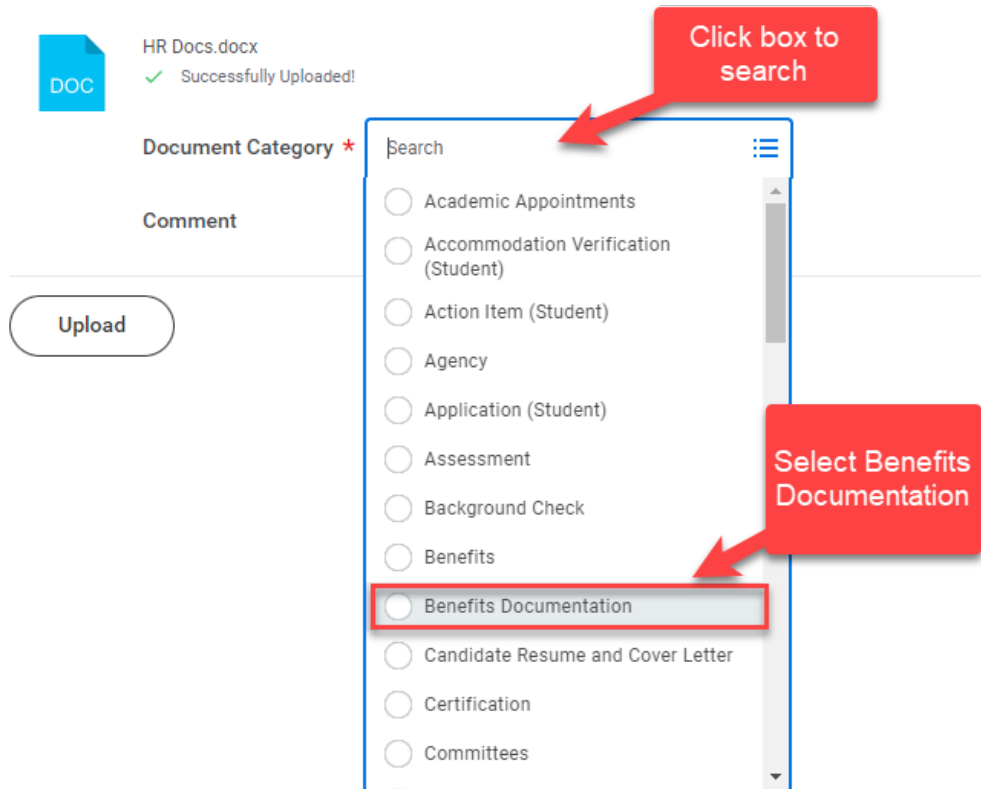 HR Docs.docx
DOC
Successfully Uploaded!
Click box to
search
Document Category *
Search
Comment
Academic Appointments
Accommodation Verification
(Student)
Action Item (Student)
Upload
Agency
Application (Student)
Assessment
Background Check
Benefits
Select Benefits
Documentation
Benefits Documentation
Candidate Resume and Cover Letter
Certification
Committees